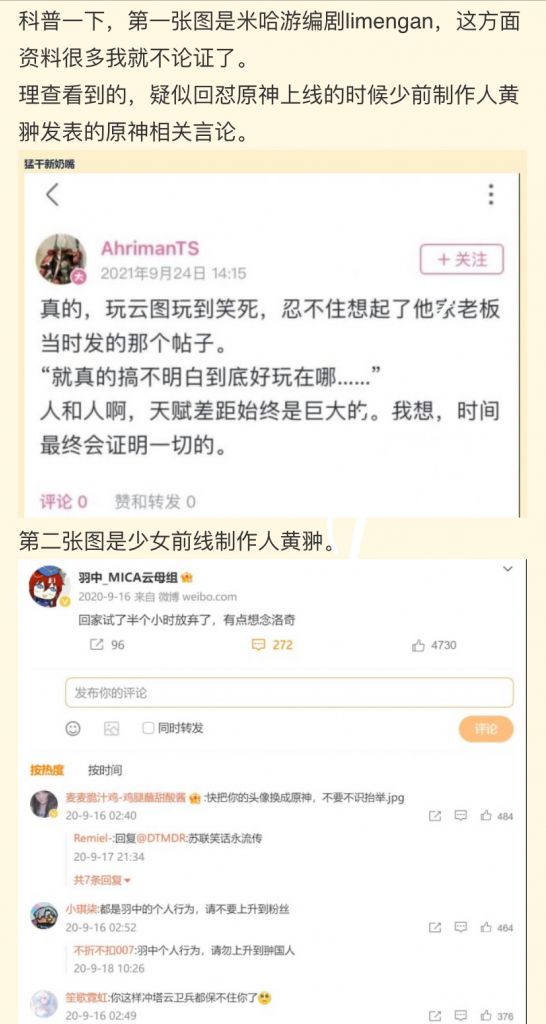 科普一下，第一张图是米哈游编剧limengan，这方面
资料很多我就不论证了。
理查看到的，疑似回怼原神上线的时候少前制作人黄
翀发表的原神相关言论。
猛干新奶嘴
AhrimanTS
2021年9月24日 14:15
+ 关注
真的，玩云图玩到笑死，忍不住想起了他家老板
当时发的那个帖子。
“就真的搞不明白到底好玩在哪……”
人和人啊，天赋差距始终是巨大的。我想，时间
最终会证明一切的。
评论 0 赞和转发 0
第二张图是少女前线制作人黄翀。
羽中_MICA云母组
2020-9-16 来自 微博 weibo.com
回家试了半个小时放弃了，有点想念洛奇
96 272 4730
发布你的评论
同时转发 评论
按热度 按时间
麦麦脆汁鸡-鸡腿蘸甜酸酱:快把你的头像换成原神，不要不识抬举.jpg
20-9-16 02:40 484
Remiel-:回复@DTMDR:苏联笑话永流传
20-9-17 21:34
共7条回复
小琪柒:都是羽中的个人行为，请不要上升到粉丝
20-9-16 02:52 464
不折不扣007:羽中个人行为，请勿上升到翀国人
20-9-18 10:26
笙歌霓虹:你这样冲塔云卫兵都保不住你了
20-9-16 02:49 376